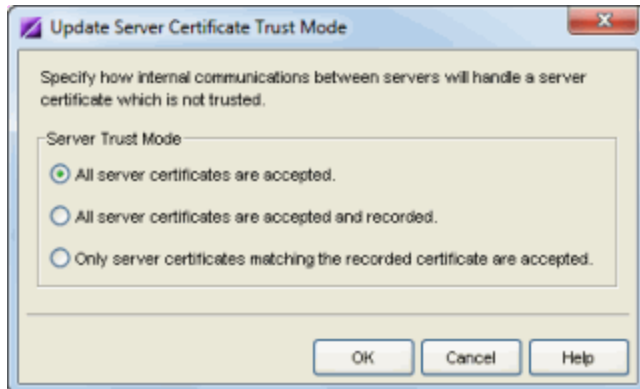 Update Server Certificate Trust Mode
Specify how internal communications between servers will handle a server
certificate which is not trusted.
Server Trust Mode
All server certificates are accepted.
All server certificates are accepted and recorded.
Only server certificates matching the recorded certificate are accepted.
OK Cancel Help